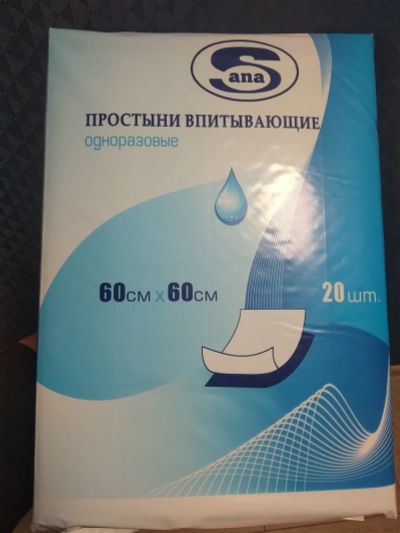 Sana
ПРОСТЫНИ ВПИТЫВАЮЩИЕ
одноразовые
60см x 60см
20 шт.